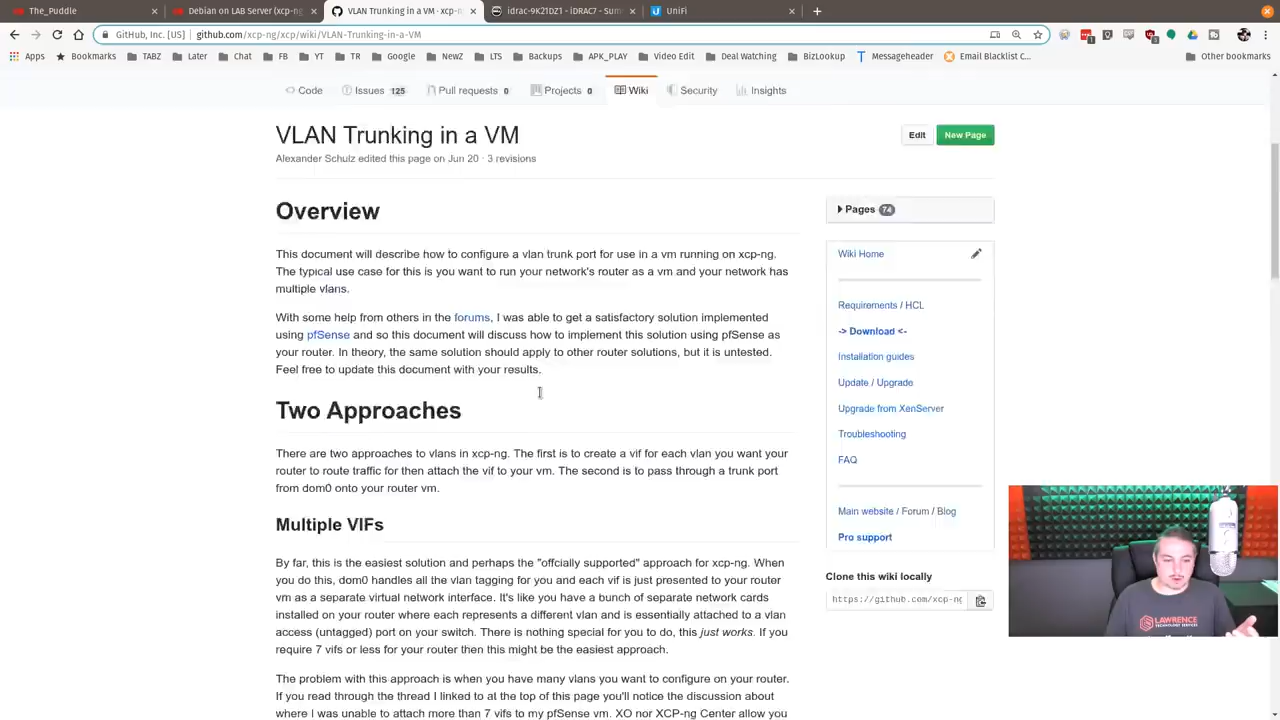 The_Puddle
Debian on LAB Server (xcp-n
VLAN Trunking in a VM · xcp-n
idrac-9K21DZ1 - iDRAC7 - Sum
UniFi
GitHub, Inc. [US]
github.com/xcp-ng/xcp/wiki/VLAN-Trunking-in-a-VM
Apps
Bookmarks
TABZ
Later
Chat
FB
YT
TR
Google
NewZ
LTS
Backups
APK_PLAY
Video Edit
Deal Watching
BizLookup
Messageheader
Email Blacklist c...
Other bookmarks
Code
Issues 125
Pull requests 0
Projects 0
Wiki
Security
Insights
VLAN Trunking in a VM
Edit
New Page
Alexander Schulz edited this page on Jun 20 · 3 revisions
Overview
This document will describe how to configure a vlan trunk port for use in a vm running on xcp-ng.
The typical use case for this is you want to run your network's router as a vm and your network has
multiple vlans.
With some help from others in the forums, I was able to get a satisfactory solution implemented
using pfSense and so this document will discuss how to implement this solution using pfSense as
your router. In theory, the same solution should apply to other router solutions, but it is untested.
Feel free to update this document with your results.
Two Approaches
There are two approaches to vlans in xcp-ng. The first is to create a vif for each vlan you want your
router to route traffic for then attach the vif to your vm. The second is to pass through a trunk port
from dom0 onto your router vm.
Multiple VIFs
By far, this is the easiest solution and perhaps the "offcially supported" approach for xcp-ng. When
you do this, dom0 handles all the vlan tagging for you and each vif is just presented to your router
vm as a separate virtual network interface. It's like you have a bunch of separate network cards
installed on your router where each represents a different vlan and is essentially attached to a vlan
access (untagged) port on your switch. There is nothing special for you to do, this just works. If you
require 7 vifs or less for your router then this might be the easiest approach.
The problem with this approach is when you have many vlans you want to configure on your router.
If you read through the thread I linked to at the top of this page you'll notice the discussion about
where I was unable to attach more than 7 vifs to my pfSense vm. XO nor XCP-ng Center allow you
Pages 74
Wiki Home
Requirements / HCL
-> Download <-
Installation guides
Update / Upgrade
Upgrade from XenServer
Troubleshooting
FAQ
Main website / Forum / Blog
Pro support
Clone this wiki locally
https://github.com/xcp-ng
LAWRENCE